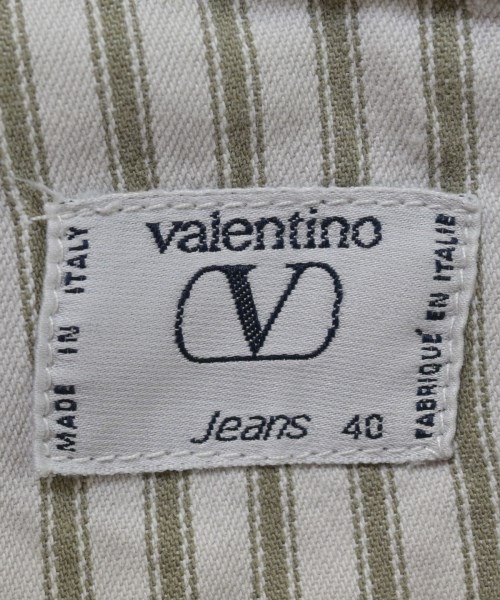 valentino
V
Jeans 40
MADE IN ITALY
FABRIQUÉ EN ITALIE